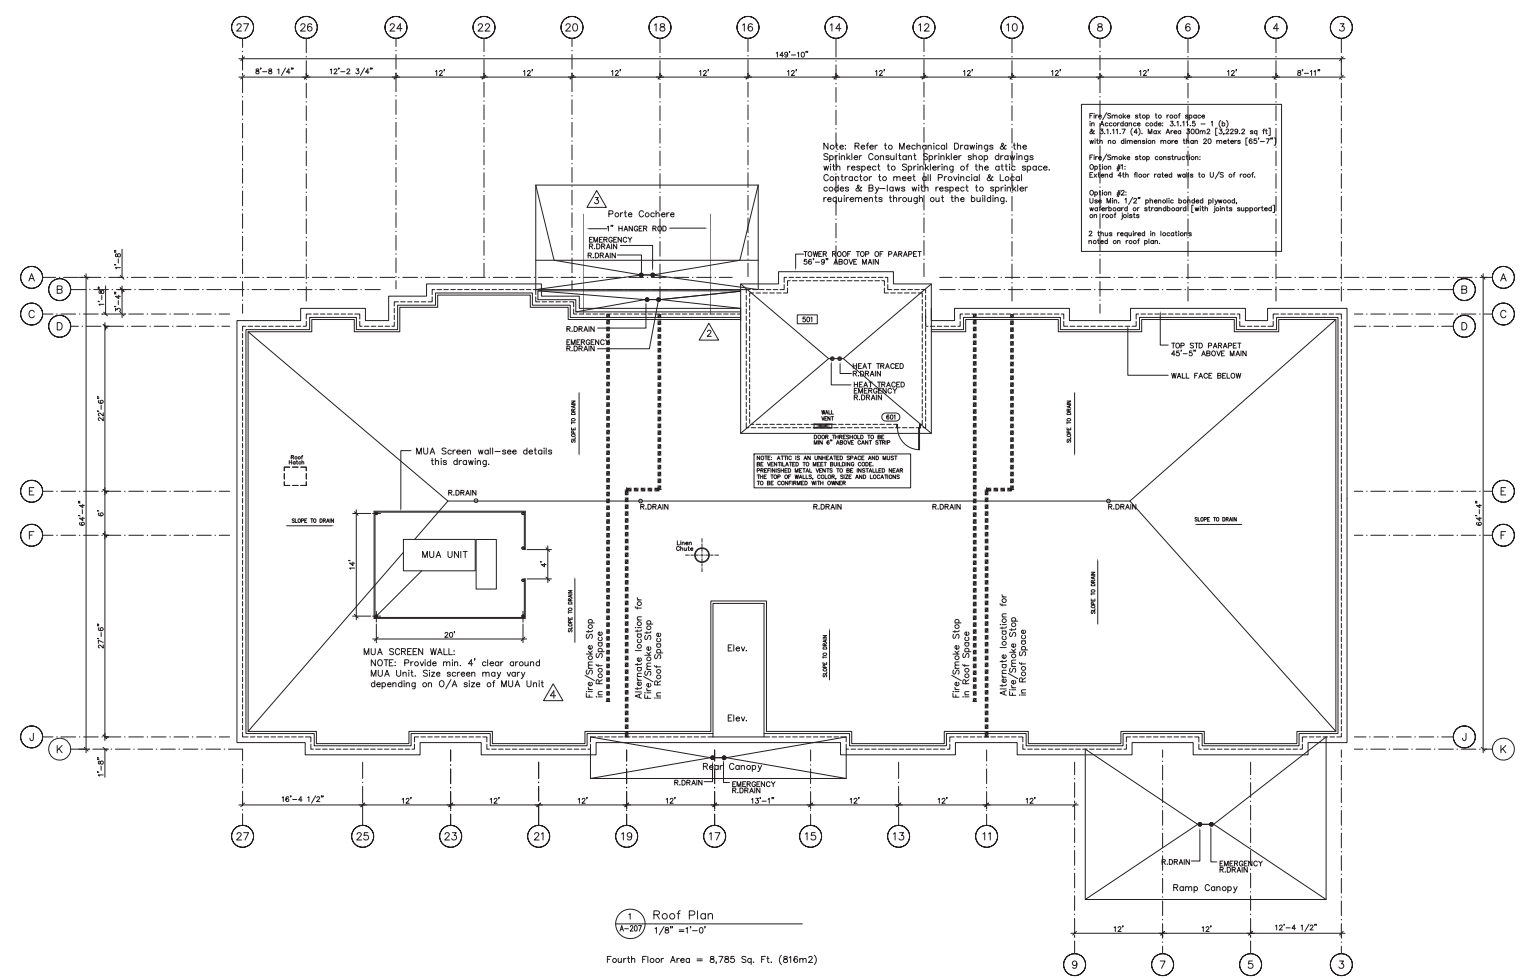 27 26 24 22 20 18 16 14 12 10 8 6 4 3
149'-10"
8'-8 1/4" 12'-2 3/4" 12' 12' 12' 12' 12' 12' 12' 12' 12' 12' 8'-11"
Fire/Smoke stop to roof space
in Accordance code: 3.1.11.5 - 1 (b)
& 3.1.11.7 (4). Max Area 300m2 [3,229.2 sq ft]
with no dimension more than 20 meters [65'-7"]
Fire/Smoke stop construction:
Option #1:
Extend 4th floor rated walls to U/S of roof.
Option #2:
Use Min. 1/2" phenolic bonded plywood,
waferboard or strandboard [with joints supported]
on roof joists
2 thus required in locations
noted on roof plan.
Note: Refer to Mechanical Drawings & the
Sprinkler Consultant Sprinkler shop drawings
with respect to Sprinklering of the attic space.
Contractor to meet all Provincial & Local
codes & By-laws with respect to sprinkler
requirements through out the building.
3
Porte Cochere
1" HANGER ROD
EMERGENCY
R.DRAIN
R.DRAIN
TOWER ROOF TOP OF PARAPET
56'-9" ABOVE MAIN
A
B
C
D
E
F
J
K
1'-8"
1'-8"
3'-4"
22'-6"
6'
27'-6"
1'-8"
64'-4"
A
B
C
D
E
F
J
K
64'-4"
R.DRAIN
EMERGENCY
R.DRAIN
2
501
HEAT TRACED
R.DRAIN
HEAT TRACED
EMERGENCY
R.DRAIN
WALL
VENT
601
DOOR THRESHOLD TO BE
MIN 6" ABOVE CANT STRIP
NOTE: ATTIC IS AN UNHEATED SPACE AND MUST
BE VENTILATED TO MEET BUILDING CODE.
PREFINISHED METAL VENTS TO BE INSTALLED NEAR
THE TOP OF WALLS, COLOR, SIZE AND LOCATIONS
TO BE CONFIRMED WITH OWNER
TOP STD PARAPET
45'-5" ABOVE MAIN
WALL FACE BELOW
SLOPE TO DRAIN
SLOPE TO DRAIN
MUA Screen wall-see details
this drawing.
Roof
Hatch
R.DRAIN
R.DRAIN
R.DRAIN
R.DRAIN
R.DRAIN
SLOPE TO DRAIN
SLOPE TO DRAIN
MUA UNIT
14'
4'
20'
Linen
Chute
SLOPE TO DRAIN
SLOPE TO DRAIN
SLOPE TO DRAIN
MUA SCREEN WALL:
NOTE: Provide min. 4' clear around
MUA Unit. Size screen may vary
depending on O/A size of MUA Unit
4
Fire/Smoke Stop
in Roof Space
Alternate location for
Fire/Smoke Stop
in Roof Space
Elev.
Elev.
Fire/Smoke Stop
in Roof Space
Alternate location for
Fire/Smoke Stop
in Roof Space
Rear Canopy
R.DRAIN
EMERGENCY
R.DRAIN
16'-4 1/2" 12' 12' 12' 12' 13'-1" 12' 12' 12'
27 25 23 21 19 17 15 13 11
R.DRAIN
EMERGENCY
R.DRAIN
Ramp Canopy
12' 12' 12'-4 1/2"
9 7 5 3
1
A-207
Roof Plan
1/8" =1'-0'
Fourth Floor Area = 8,785 Sq. Ft. (816m2)